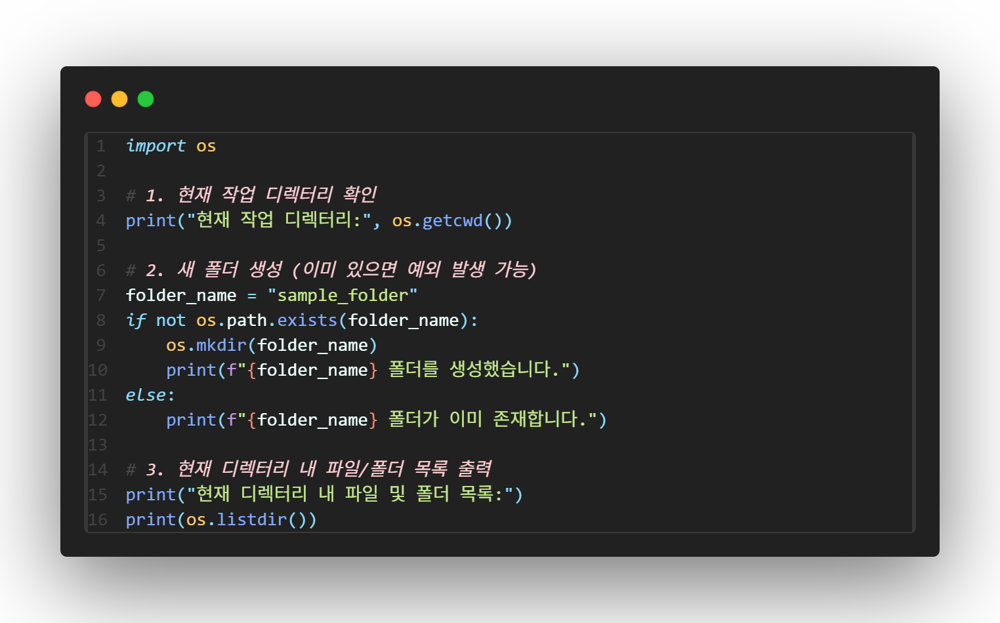 1 import os
2
3 # 1. 현재 작업 디렉터리 확인
4 print("현재 작업 디렉터리:", os.getcwd())
5
6 # 2. 새 폴더 생성 (이미 있으면 예외 발생 가능)
7 folder_name = "sample_folder"
8 if not os.path.exists(folder_name):
9     os.mkdir(folder_name)
10     print(f"{folder_name} 폴더를 생성했습니다.")
11 else:
12     print(f"{folder_name} 폴더가 이미 존재합니다.")
13
14 # 3. 현재 디렉터리 내 파일/폴더 목록 출력
15 print("현재 디렉터리 내 파일 및 폴더 목록:")
16 print(os.listdir())